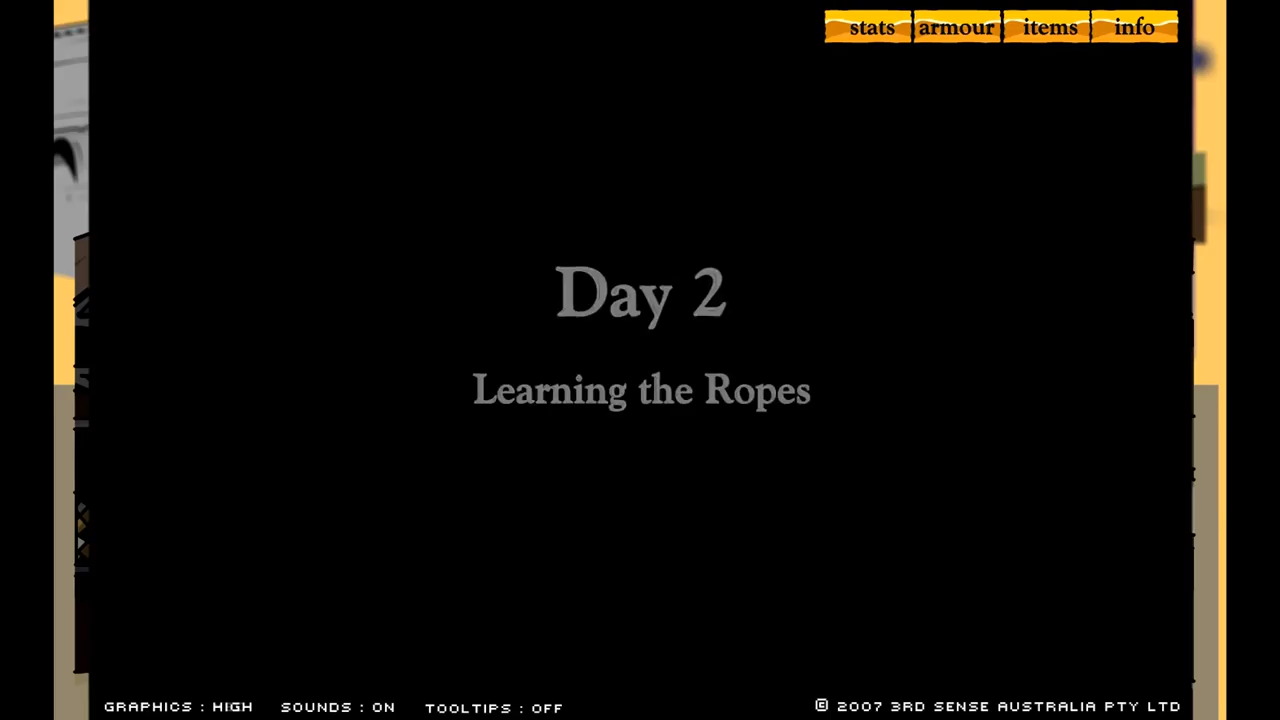 stats armour items info
Day 2
Learning the Ropes
GRAPHICS : HIGH SOUNDS : ON TOOLTIPS : OFF © 2007 3RD SENSE AUSTRALIA PTY LTD